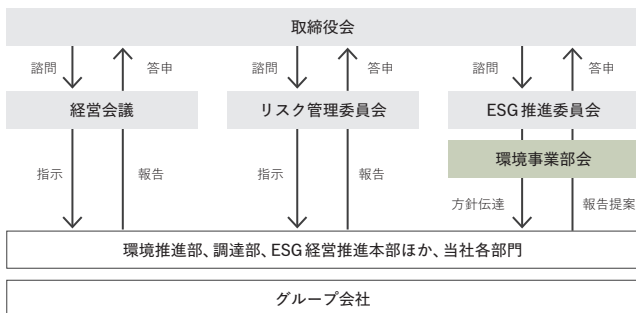 取締役会
諮問 答申 諮問 答申 諮問 答申
経営会議 リスク管理委員会 ESG推進委員会
環境事業部会
指示 報告 指示 報告 方針伝達 報告提案
環境推進部、調達部、ESG経営推進本部ほか、当社各部門
グループ会社